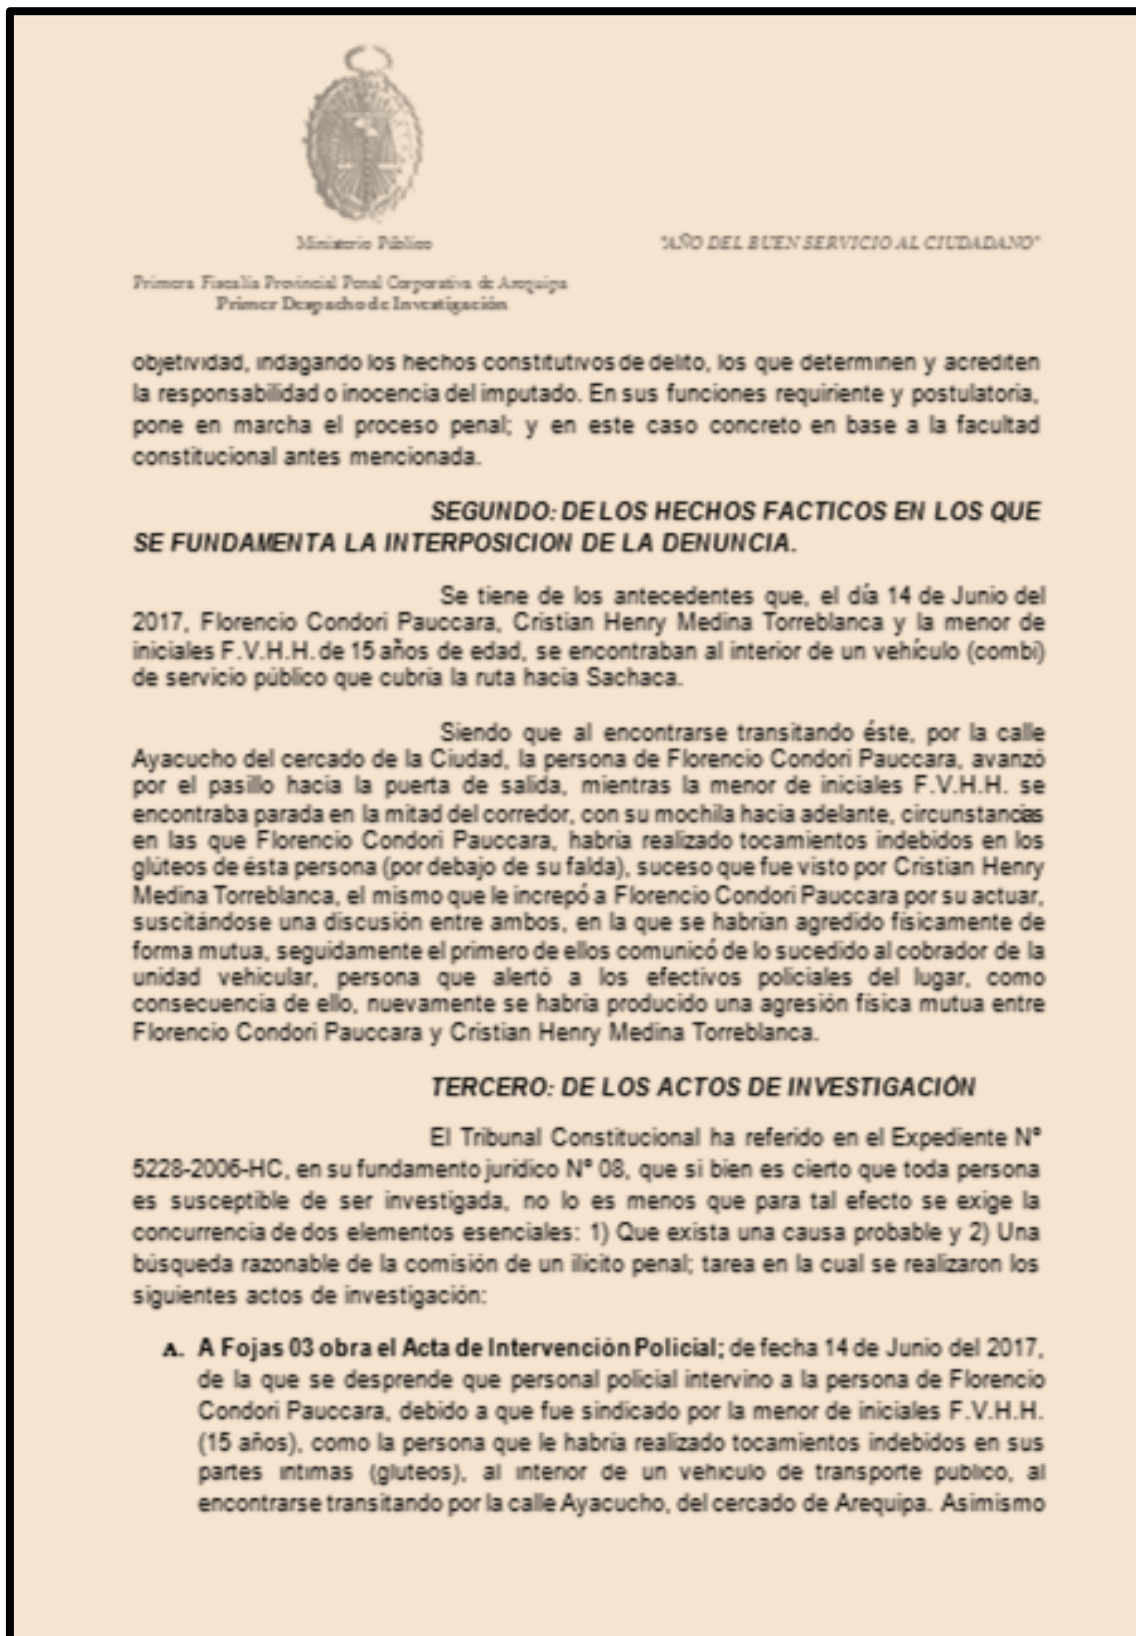 Ministerio Público
"AÑO DEL BUEN SERVICIO AL CIUDADANO"
Primera Fiscalía Provincial Penal Corporativa de Arequipa
Primer Despacho de Investigación
objetividad, indagando los hechos constitutivos de delito, los que determinen y acrediten
la responsabilidad o inocencia del imputado. En sus funciones requiriente y postulatoria,
pone en marcha el proceso penal; y en este caso concreto en base a la facultad
constitucional antes mencionada.
SEGUNDO: DE LOS HECHOS FACTICOS EN LOS QUE
SE FUNDAMENTA LA INTERPOSICION DE LA DENUNCIA.
Se tiene de los antecedentes que, el día 14 de Junio del
2017, Florencio Condori Pauccara, Cristian Henry Medina Torreblanca y la menor de
iniciales F.V.H.H. de 15 años de edad, se encontraban al interior de un vehículo (combi)
de servicio público que cubría la ruta hacia Sachaca.
Siendo que al encontrarse transitando éste, por la calle
Ayacucho del cercado de la Ciudad, la persona de Florencio Condori Pauccara, avanzó
por el pasillo hacia la puerta de salida, mientras la menor de iniciales F.V.H.H. se
encontraba parada en la mitad del corredor, con su mochila hacia adelante, circunstancias
en las que Florencio Condori Pauccara, habría realizado tocamientos indebidos en los
glúteos de ésta persona (por debajo de su falda), suceso que fue visto por Cristian Henry
Medina Torreblanca, el mismo que le increpó a Florencio Condori Pauccara por su actuar,
suscitándose una discusión entre ambos, en la que se habrían agredido físicamente de
forma mutua, seguidamente el primero de ellos comunicó de lo sucedido al cobrador de la
unidad vehicular, persona que alertó a los efectivos policiales del lugar, como
consecuencia de ello, nuevamente se habría producido una agresión física mutua entre
Florencio Condori Pauccara y Cristian Henry Medina Torreblanca.
TERCERO: DE LOS ACTOS DE INVESTIGACIÓN
El Tribunal Constitucional ha referido en el Expediente Nº
5228-2006-HC, en su fundamento jurídico Nº 08, que si bien es cierto que toda persona
es susceptible de ser investigada, no lo es menos que para tal efecto se exige la
concurrencia de dos elementos esenciales: 1) Que exista una causa probable y 2) Una
búsqueda razonable de la comisión de un ilícito penal; tarea en la cual se realizaron los
siguientes actos de investigación:
A. A Fojas 03 obra el Acta de Intervención Policial; de fecha 14 de Junio del 2017,
de la que se desprende que personal policial intervino a la persona de Florencio
Condori Pauccara, debido a que fue sindicado por la menor de iniciales F.V.H.H.
(15 años), como la persona que le habría realizado tocamientos indebidos en sus
partes íntimas (glúteos), al interior de un vehículo de transporte público, al
encontrarse transitando por la calle Ayacucho, del cercado de Arequipa. Asimismo